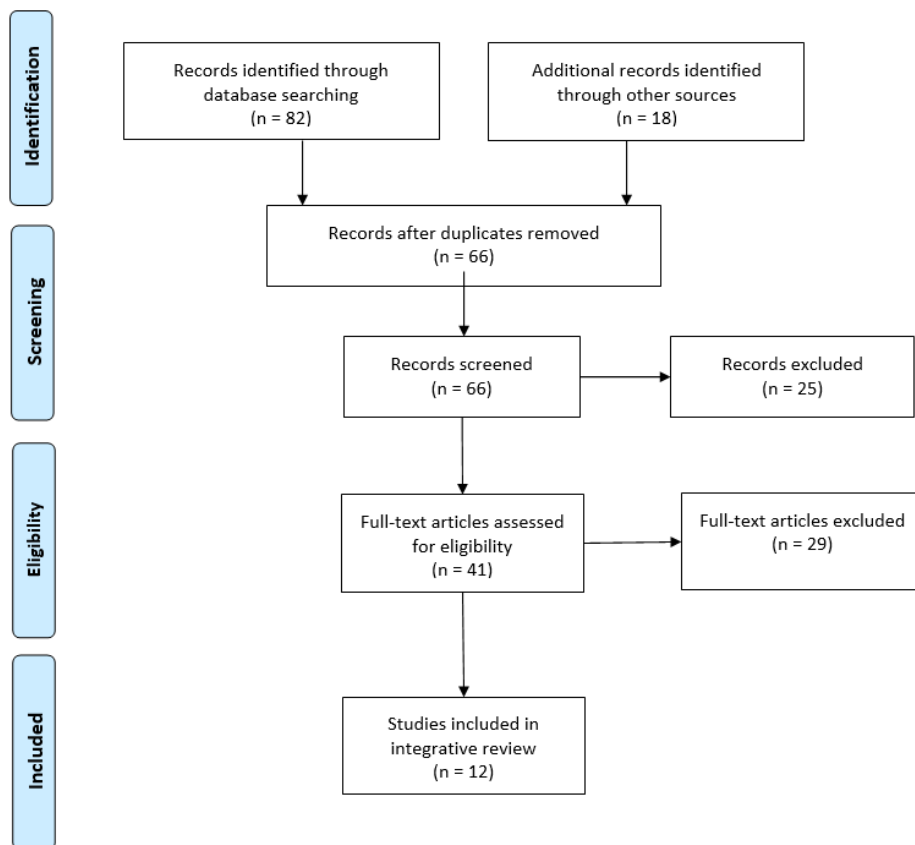 Identification
Records identified through
database searching
(n = 82)
Additional records identified
through other sources
(n = 18)
Screening
Records after duplicates removed
(n = 66)
Records screened
(n = 66)
Records excluded
(n = 25)
Eligibility
Full-text articles assessed
for eligibility
(n = 41)
Full-text articles excluded
(n = 29)
Included
Studies included in
integrative review
(n = 12)